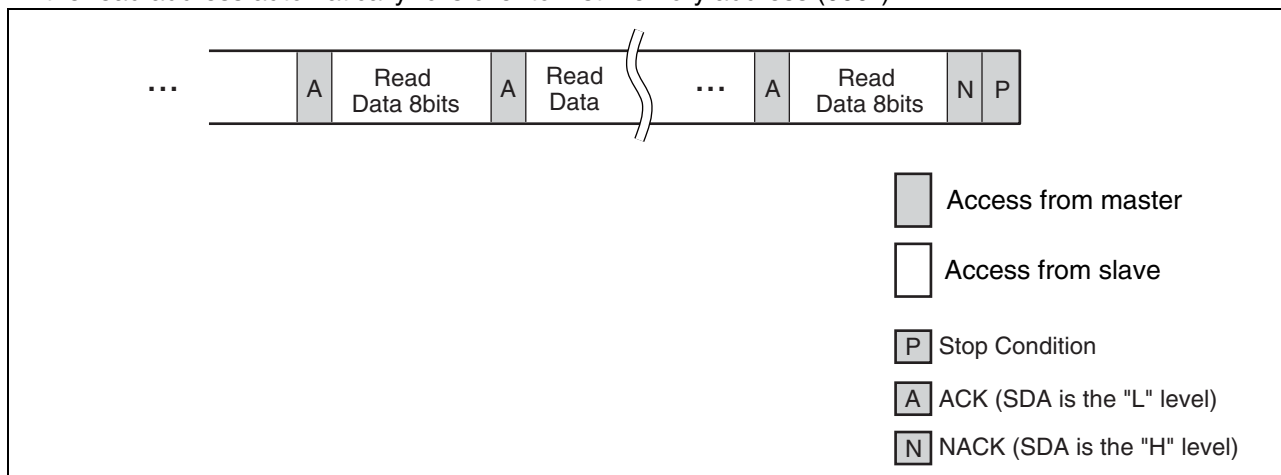 ... A Read Data 8bits A Read Data ... A Read Data 8bits N P
Access from master
Access from slave
P Stop Condition
A ACK (SDA is the "L" level)
N NACK (SDA is the "H" level)